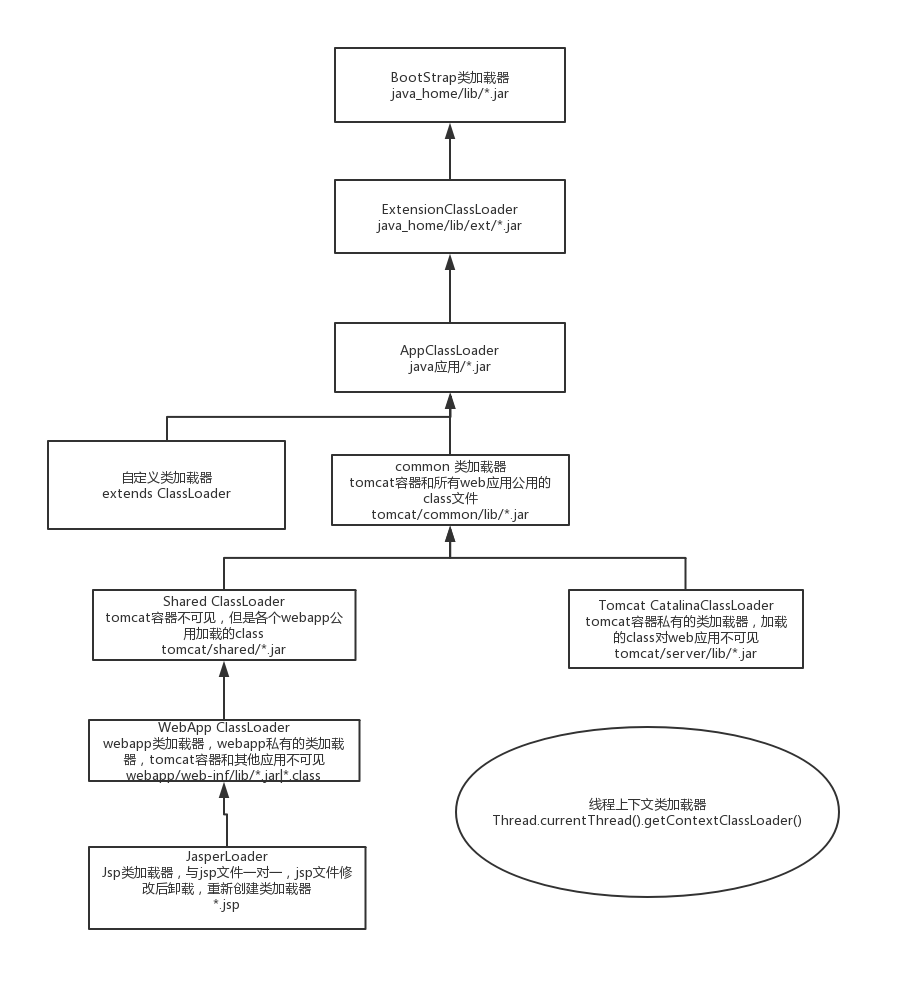 BootStrap类加载器
java_home/lib/*.jar
ExtensionClassLoader
java_home/lib/ext/*.jar
AppClassLoader
java应用/*.jar
自定义类加载器
extends ClassLoader
common 类加载器
tomcat容器和所有web应用公用的
class文件
tomcat/common/lib/*.jar
Shared ClassLoader
tomcat容器不可见，但是各个webapp公
用加载的class
tomcat/shared/*.jar
Tomcat CatalinaClassLoader
tomcat容器私有的类加载器，加载
的class对web应用不可见
tomcat/server/lib/*.jar
WebApp ClassLoader
webapp类加载器，webapp私有的类加载
器，tomcat容器和其他应用不可见
webapp/web-inf/lib/*.jar|*.class
线程上下文类加载器
Thread.currentThread().getContextClassLoader()
JasperLoader
Jsp类加载器，与jsp文件一对一，jsp文件修
改后卸载，重新创建类加载器
*.jsp